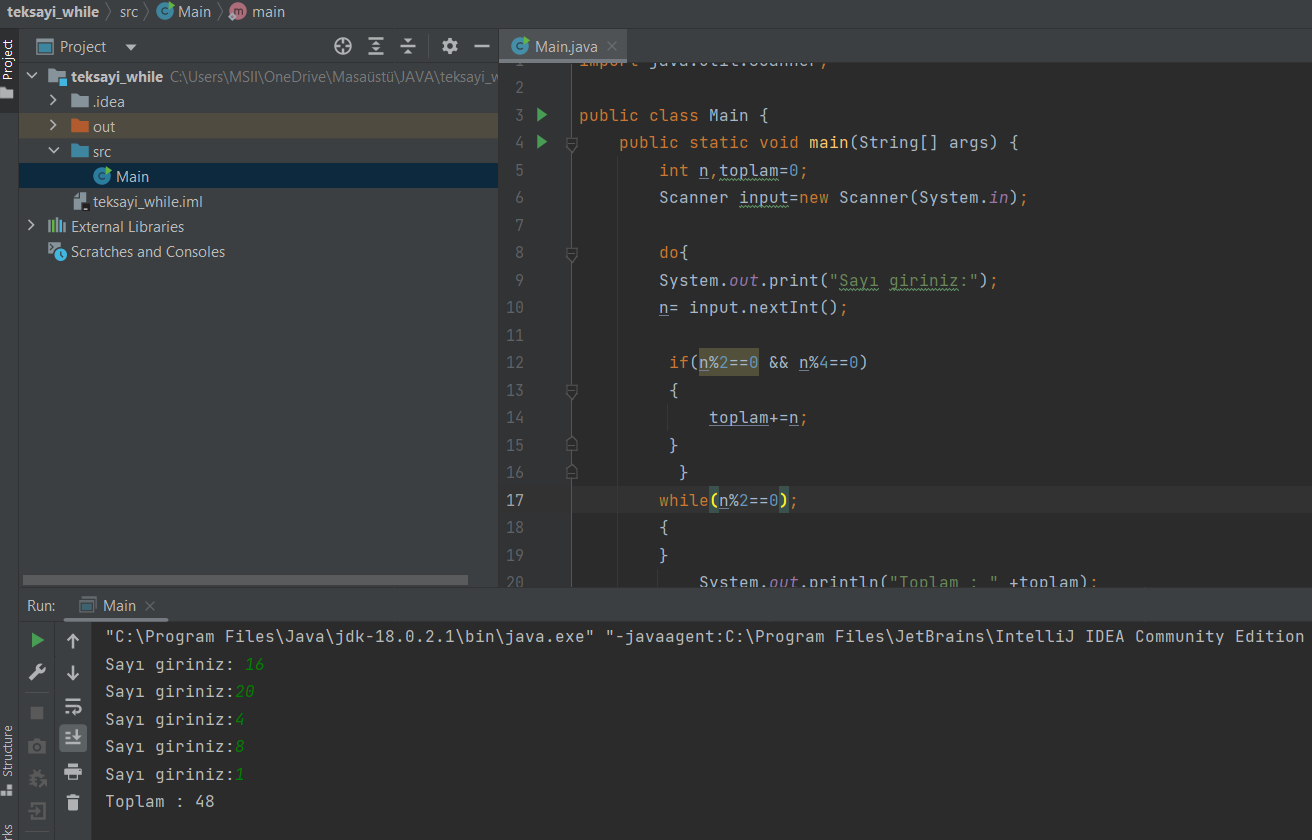 teksayi_while src Main main
Project
Project
teksayi_while C:\Users\MSII\OneDrive\Masaüstü\JAVA\teksayi_w
.idea
out
src
Main
teksayi_while.iml
External Libraries
Scratches and Consoles
Main.java
1 import java.util.Scanner;
2
3 public class Main {
4 public static void main(String[] args) {
5 int n,toplam=0;
6 Scanner input=new Scanner(System.in);
7
8 do{
9 System.out.print("Sayı giriniz:");
10 n= input.nextInt();
11
12 if(n%2==0 && n%4==0)
13 {
14 toplam+=n;
15 }
16 }
17 while(n%2==0);
18 {
19 }
20 System.out.println("Toplam : " +toplam);
Run: Main
"C:\Program Files\Java\jdk-18.0.2.1\bin\java.exe" "-javaagent:C:\Program Files\JetBrains\IntelliJ IDEA Community Edition
Sayı giriniz: 16
Sayı giriniz:20
Sayı giriniz:4
Sayı giriniz:8
Sayı giriniz:1
Toplam : 48
Structure
rks